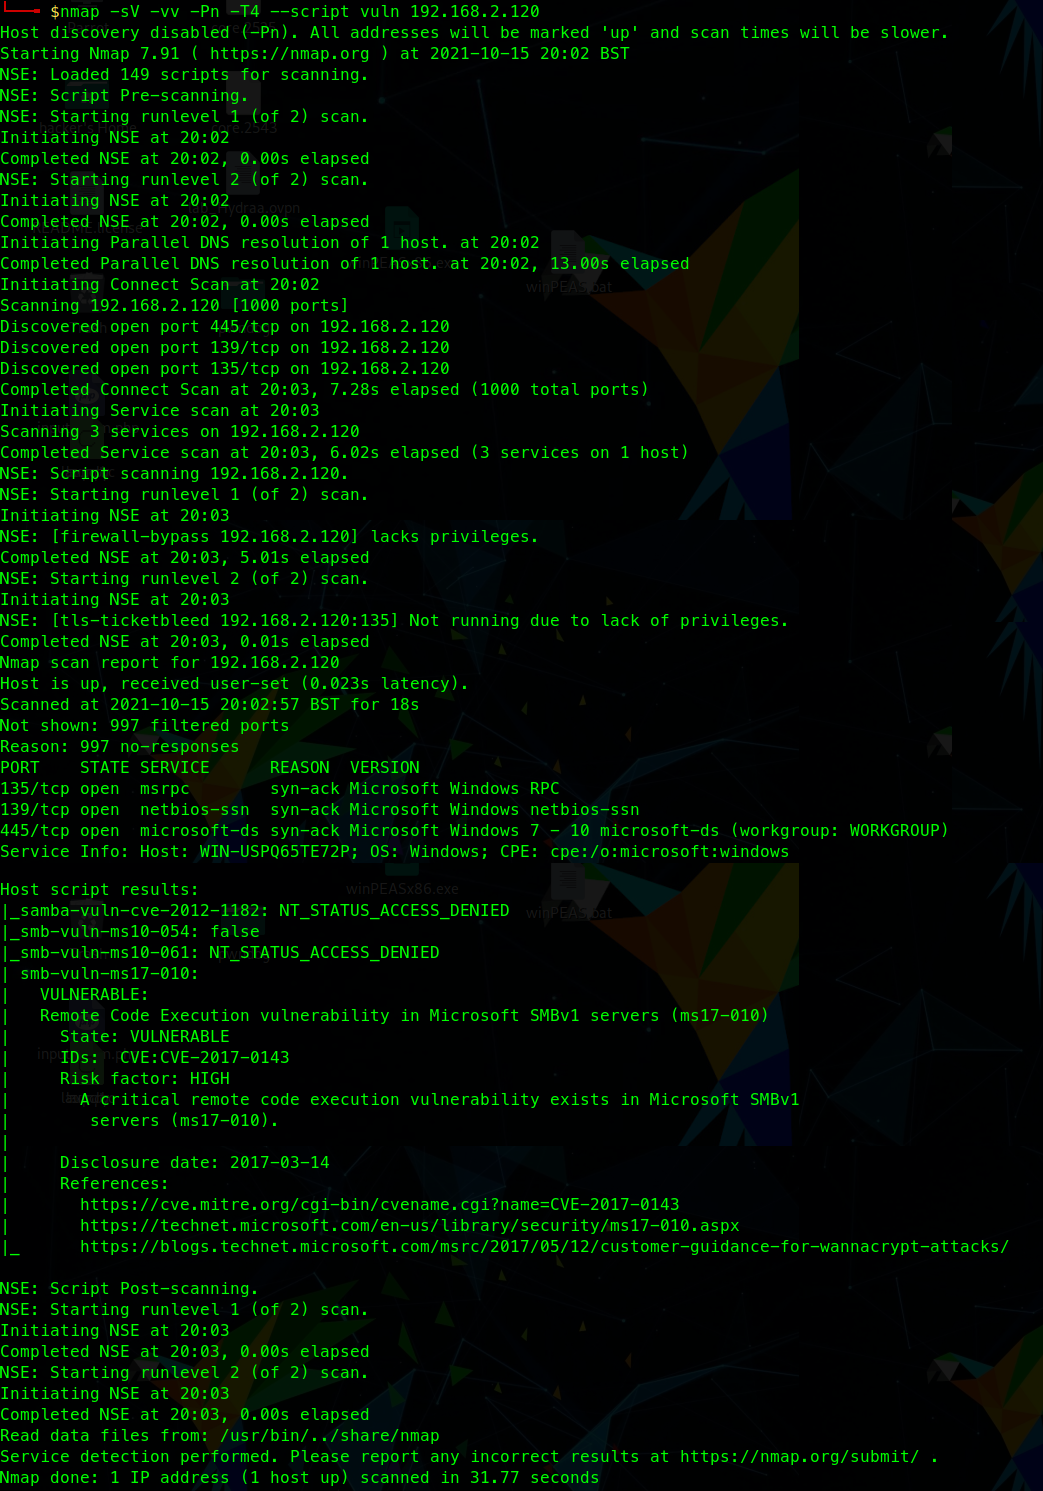 $nmap -sV -vv -Pn -T4 --script vuln 192.168.2.120
Host discovery disabled (-Pn). All addresses will be marked 'up' and scan times will be slower.
Starting Nmap 7.91 ( https://nmap.org ) at 2021-10-15 20:02 BST
NSE: Loaded 149 scripts for scanning.
NSE: Script Pre-scanning.
NSE: Starting runlevel 1 (of 2) scan.
Initiating NSE at 20:02
Completed NSE at 20:02, 0.00s elapsed
NSE: Starting runlevel 2 (of 2) scan.
Initiating NSE at 20:02
Completed NSE at 20:02, 0.00s elapsed
Initiating Parallel DNS resolution of 1 host. at 20:02
Completed Parallel DNS resolution of 1 host. at 20:02, 13.00s elapsed
Initiating Connect Scan at 20:02
winPEAS.bat
Scanning 192.168.2.120 [1000 ports]
Discovered open port 445/tcp on 192.168.2.120
Discovered open port 139/tcp on 192.168.2.120
Discovered open port 135/tcp on 192.168.2.120
Completed Connect Scan at 20:03, 7.28s elapsed (1000 total ports)
Initiating Service scan at 20:03
Scanning 3 services on 192.168.2.120
Completed Service scan at 20:03, 6.02s elapsed (3 services on 1 host)
NSE: Script scanning 192.168.2.120.
NSE: Starting runlevel 1 (of 2) scan.
Initiating NSE at 20:03
NSE: [firewall-bypass 192.168.2.120] lacks privileges.
Completed NSE at 20:03, 5.01s elapsed
NSE: Starting runlevel 2 (of 2) scan.
Initiating NSE at 20:03
NSE: [tls-ticketbleed 192.168.2.120:135] Not running due to lack of privileges.
Completed NSE at 20:03, 0.01s elapsed
Nmap scan report for 192.168.2.120
Host is up, received user-set (0.023s latency).
Scanned at 2021-10-15 20:02:57 BST for 18s
Not shown: 997 filtered ports
Reason: 997 no-responses
PORT    STATE SERVICE      REASON  VERSION
135/tcp open  msrpc        syn-ack Microsoft Windows RPC
139/tcp open  netbios-ssn  syn-ack Microsoft Windows netbios-ssn
445/tcp open  microsoft-ds syn-ack Microsoft Windows 7 - 10 microsoft-ds (workgroup: WORKGROUP)
Service Info: Host: WIN-USPQ65TE72P; OS: Windows; CPE: cpe:/o:microsoft:windows
winPEASx86.exe
Host script results:
|_samba-vuln-cve-2012-1182: NT_STATUS_ACCESS_DENIED
winPEAS.bat
|_smb-vuln-ms10-054: false
|_smb-vuln-ms10-061: NT_STATUS_ACCESS_DENIED
| smb-vuln-ms17-010:
|   VULNERABLE:
|   Remote Code Execution vulnerability in Microsoft SMBv1 servers (ms17-010)
|     State: VULNERABLE
|     IDs:  CVE:CVE-2017-0143
|     Risk factor: HIGH
|       A critical remote code execution vulnerability exists in Microsoft SMBv1
|        servers (ms17-010).
|
|     Disclosure date: 2017-03-14
|     References:
|       https://cve.mitre.org/cgi-bin/cvename.cgi?name=CVE-2017-0143
|       https://technet.microsoft.com/en-us/library/security/ms17-010.aspx
|_      https://blogs.technet.microsoft.com/msrc/2017/05/12/customer-guidance-for-wannacrypt-attacks/
NSE: Script Post-scanning.
NSE: Starting runlevel 1 (of 2) scan.
Initiating NSE at 20:03
Completed NSE at 20:03, 0.00s elapsed
NSE: Starting runlevel 2 (of 2) scan.
Initiating NSE at 20:03
Completed NSE at 20:03, 0.00s elapsed
Read data files from: /usr/bin/../share/nmap
Service detection performed. Please report any incorrect results at https://nmap.org/submit/ .
Nmap done: 1 IP address (1 host up) scanned in 31.77 seconds